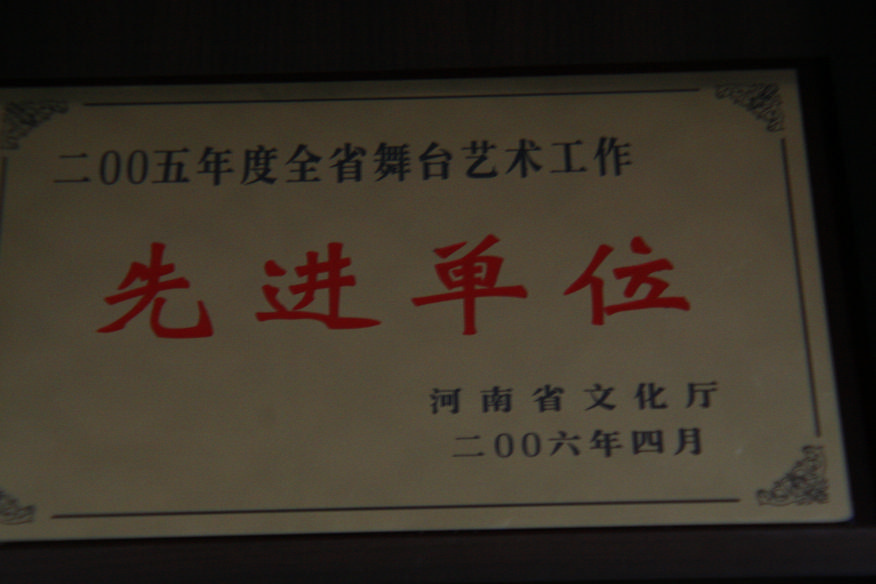 二00五年度全省舞台艺术工作
先进单位
河南省文化厅
二00六年四月